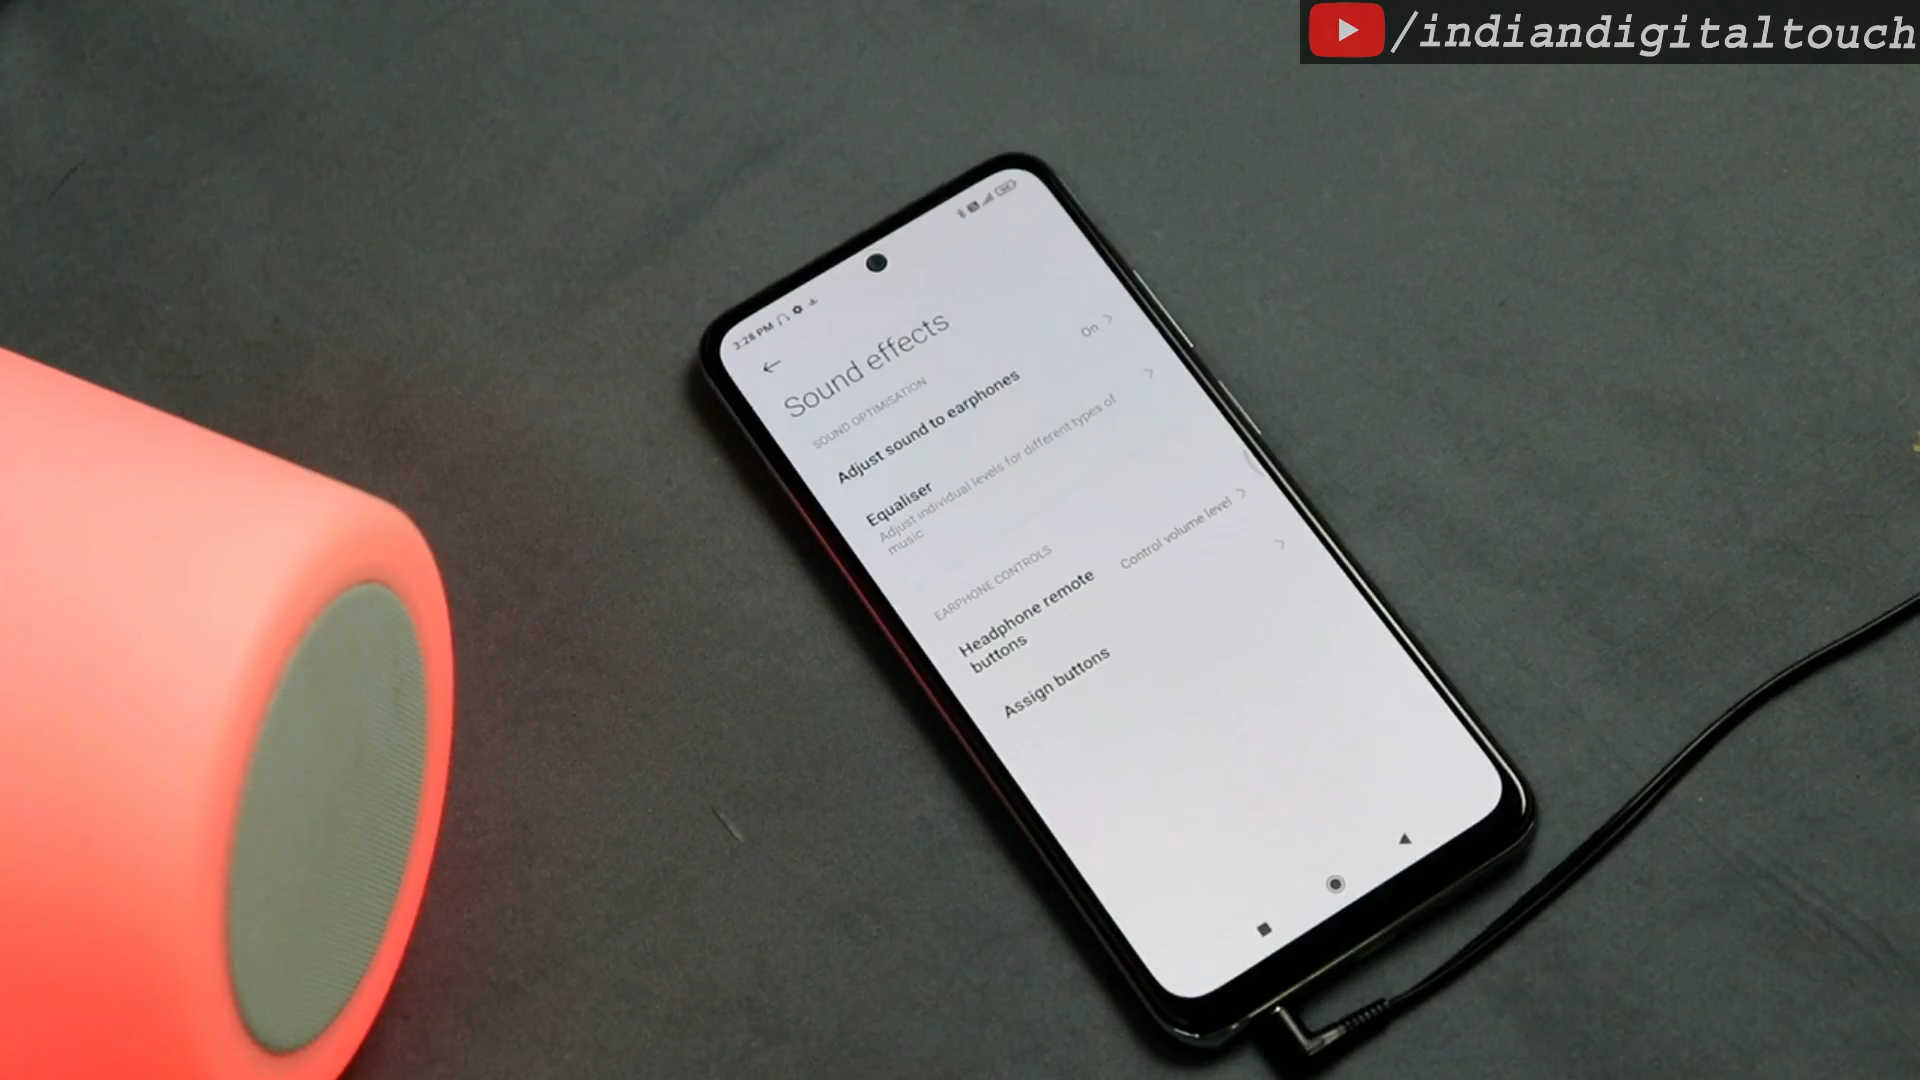 /indiandigitaltouch
3:28 PM
Sound effects
SOUND OPTIMISATION
Adjust sound to earphones
On
Equaliser
Adjust individual levels for different types of
music
EARPHONE CONTROLS
Headphone remote
buttons
Control volume level
Assign buttons